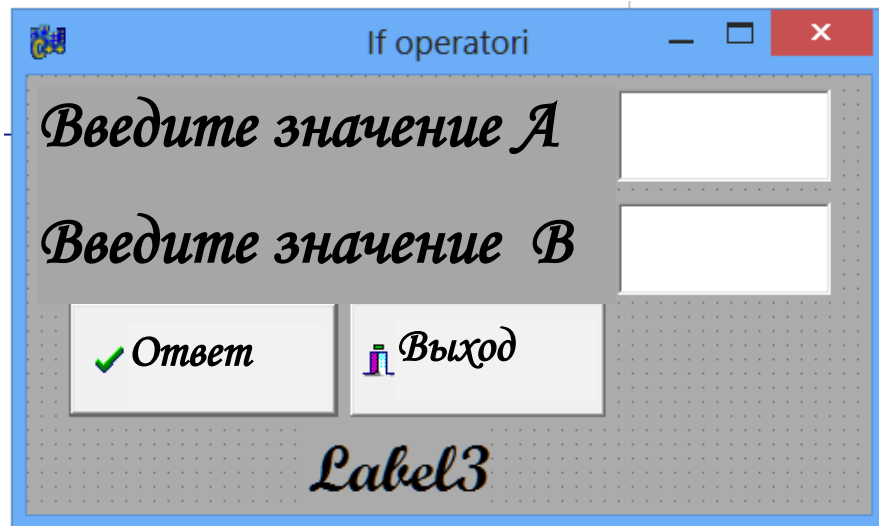 If operatori
Введите значение A
Введите значение B
Ответ
Выход
Label3